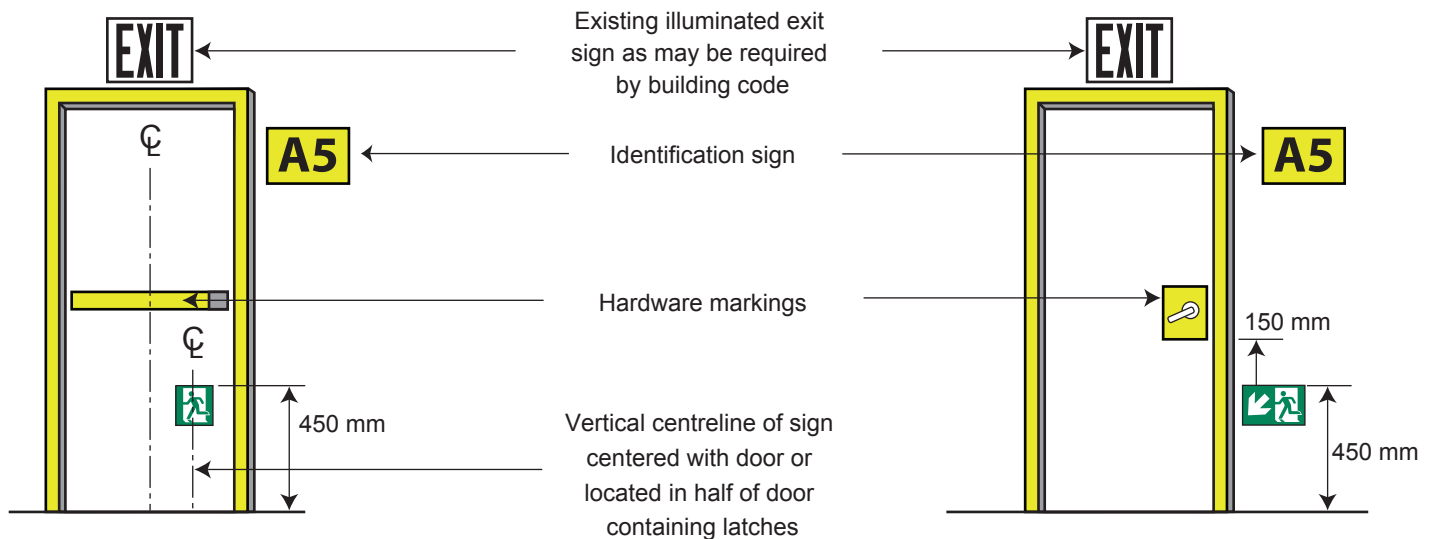 EXIT
Existing illuminated exit
sign as may be required
by building code
EXIT
℄
A5
Identification sign
A5
Hardware markings
℄
150 mm
450 mm
Vertical centreline of sign
centered with door or
located in half of door
containing latches
450 mm